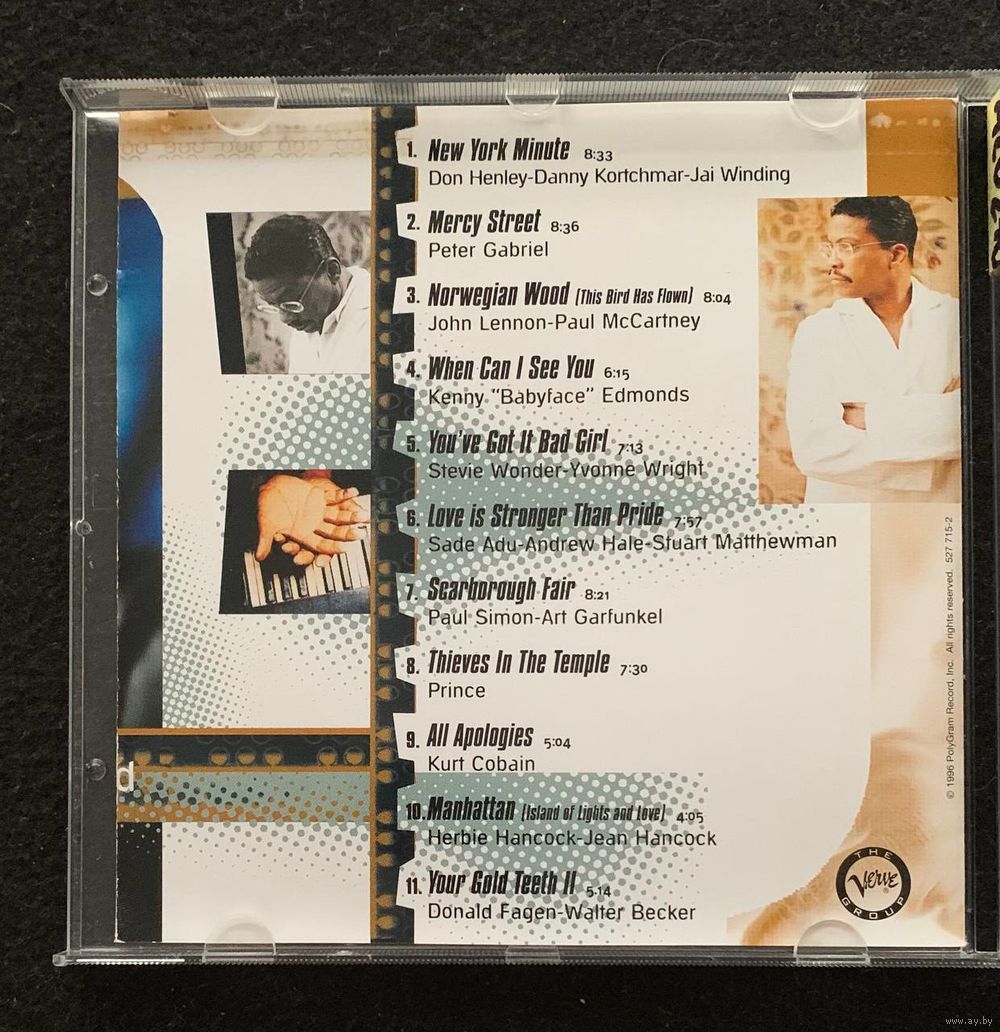 1. New York Minute 8:33
Don Henley-Danny Kortchmar-Jai Winding
2. Mercy Street 8:36
Peter Gabriel
3. Norwegian Wood (This Bird Has Flown) 8:04
John Lennon-Paul McCartney
4. When Can I See You 6:15
Kenny "Babyface" Edmonds
5. You've Got It Bad Girl 7:13
Stevie Wonder-Yvonne Wright
6. Love is Stronger Than Pride 7:57
Sade Adu-Andrew Hale-Stuart Matthewman
7. Scarborough Fair 8:21
Paul Simon-Art Garfunkel
8. Thieves In The Temple 7:30
Prince
9. All Apologies 5:04
Kurt Cobain
10. Manhattan (Island of Lights and Love) 4:05
Herbie Hancock-Jean Hancock
11. Your Gold Teeth II 5:14
Donald Fagen-Walter Becker
d
© 1996 PolyGram Record, Inc. All rights reserved. 527 715-2
THE
Verve
GROUP
www.ay.by